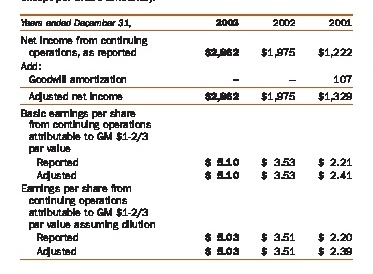 Years ended December 31, 2003 2002 2001
Net income from continuing
operations, as reported $2,862 $1,975 $1,222
Add:
Goodwill amortization – – 107
Adjusted net income $2,862 $1,975 $1,329
Basic earnings per share
from continuing operations
attributable to GM $1-2/3
par value
Reported $ 5.10 $ 3.53 $ 2.21
Adjusted $ 5.10 $ 3.53 $ 2.41
Earnings per share from
continuing operations
attributable to GM $1-2/3
par value assuming dilution
Reported $ 5.03 $ 3.51 $ 2.20
Adjusted $ 5.03 $ 3.51 $ 2.39